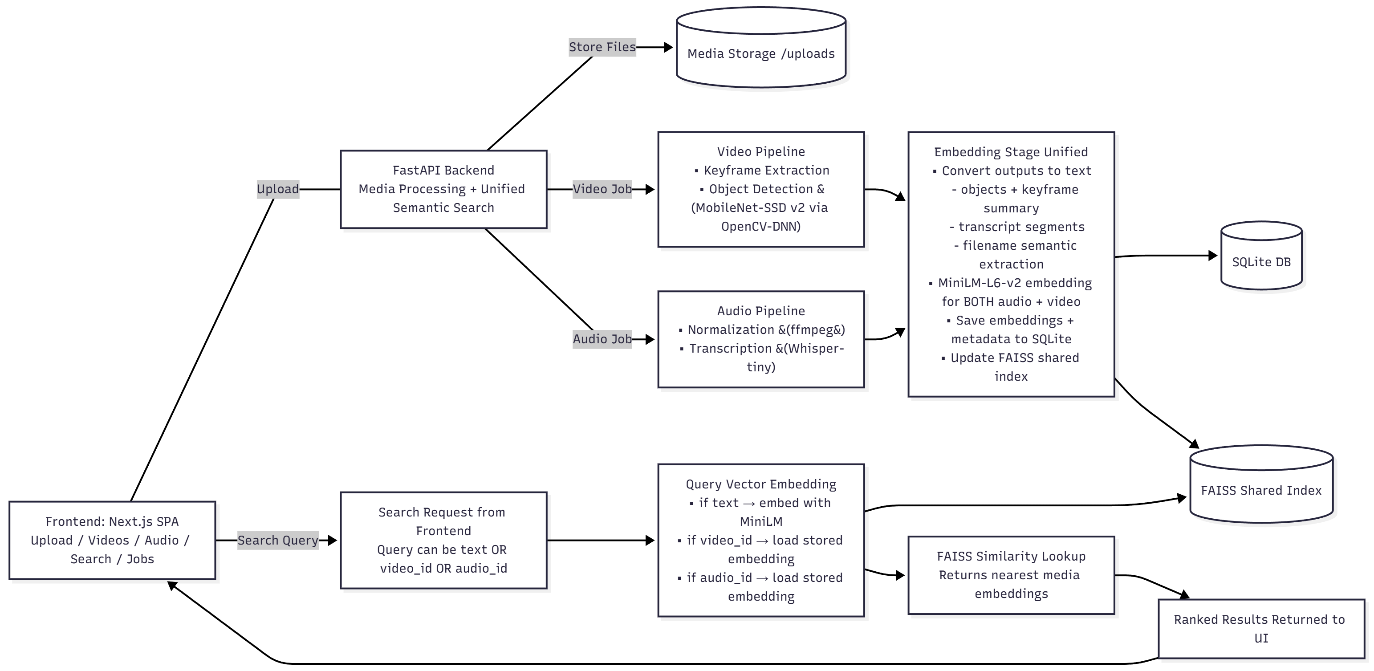 Store Files
Media Storage /uploads
Upload
FastAPI Backend
Media Processing + Unified
Semantic Search
Video Job
Video Pipeline
▪ Keyframe Extraction
▪ Object Detection &
(MobileNet-SSD v2 via
OpenCV-DNN)
Audio Job
Audio Pipeline
▪ Normalization &(ffmpeg&)
▪ Transcription &(Whisper-
tiny)
Embedding Stage Unified
▪ Convert outputs to text
- objects + keyframe
summary
- transcript segments
- filename semantic
extraction
▪ MiniLM-L6-v2 embedding
for BOTH audio + video
▪ Save embeddings +
metadata to SQLite
▪ Update FAISS shared
index
SQLite DB
FAISS Shared Index
Frontend: Next.js SPA
Upload / Videos / Audio /
Search / Jobs
Search Query
Search Request from
Frontend
Query can be text OR
video_id OR audio_id
Query Vector Embedding
▪ if text → embed with
MiniLM
▪ if video_id → load stored
embedding
▪ if audio_id → load stored
embedding
FAISS Similarity Lookup
Returns nearest media
embeddings
Ranked Results Returned to
UI